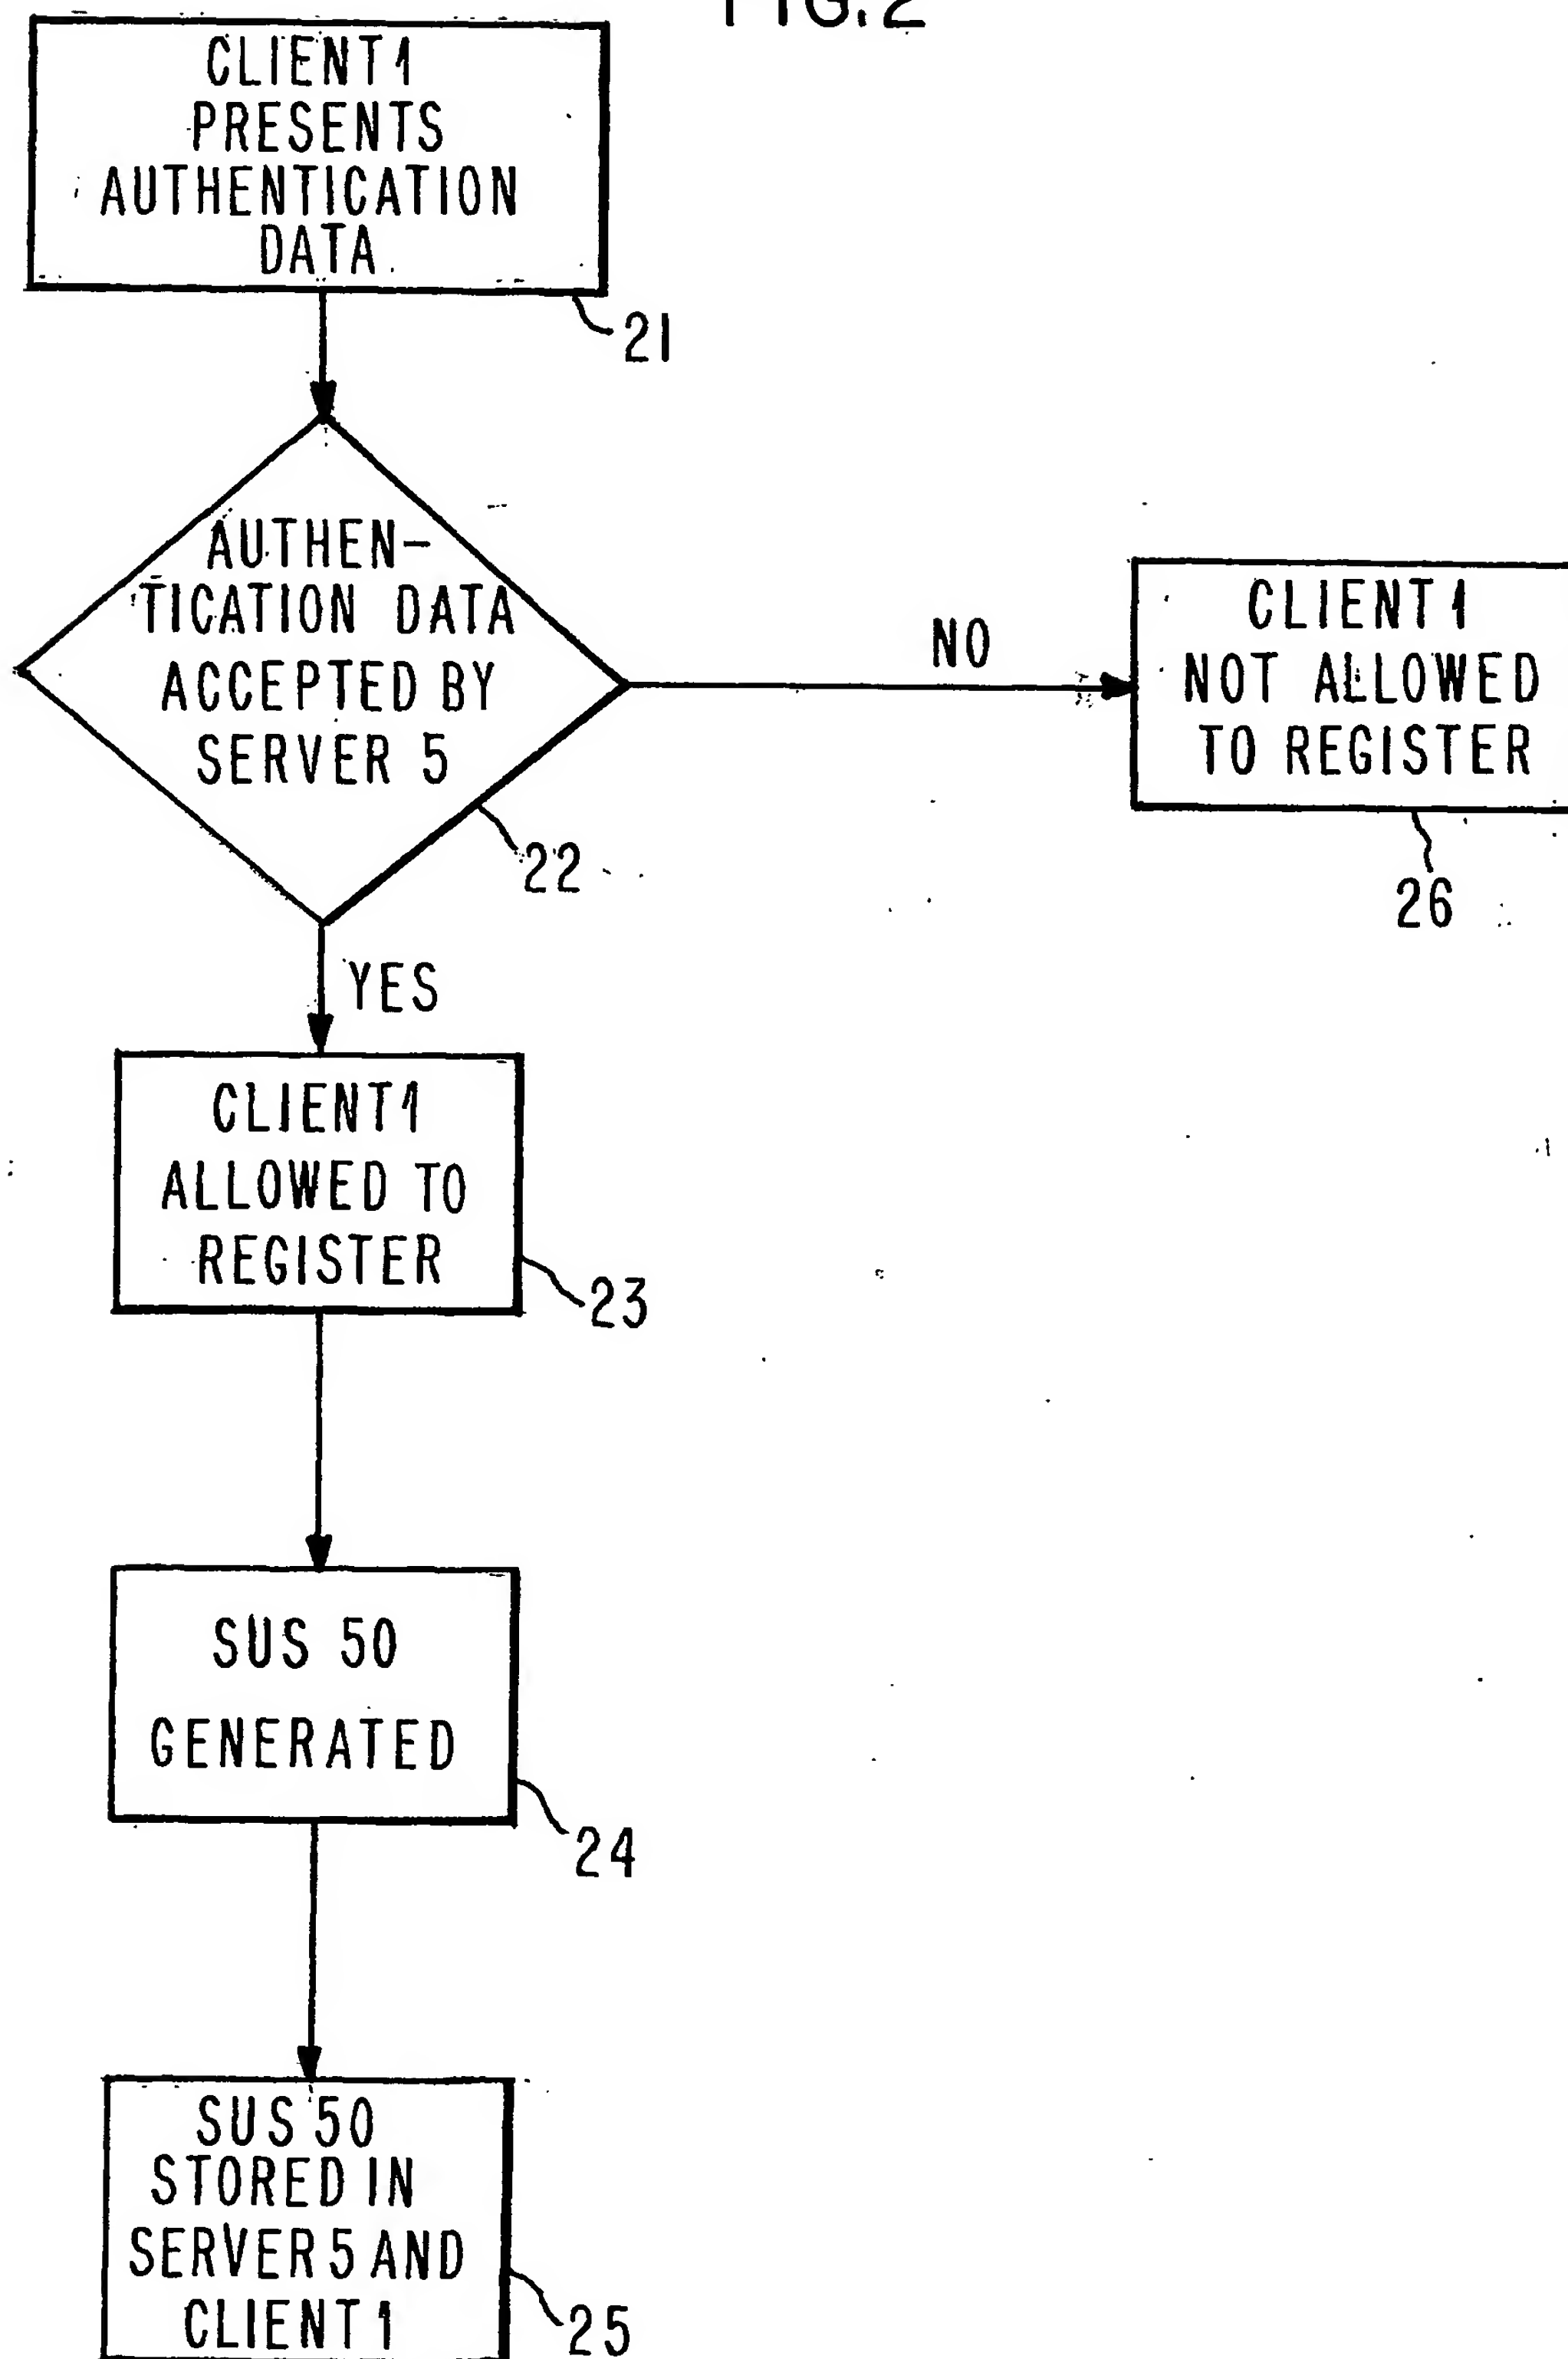 FIG. 2
CLIENT 1
PRESENTS
AUTHENTICATION
DATA
21
AUTHEN-
TICATION DATA
ACCEPTED BY
SERVER 5
22
NO
CLIENT 1
NOT ALLOWED
TO REGISTER
26
YES
CLIENT 1
ALLOWED TO
REGISTER
23
SUS 50
GENERATED
24
SUS 50
STORED IN
SERVER 5 AND
CLIENT 1
25